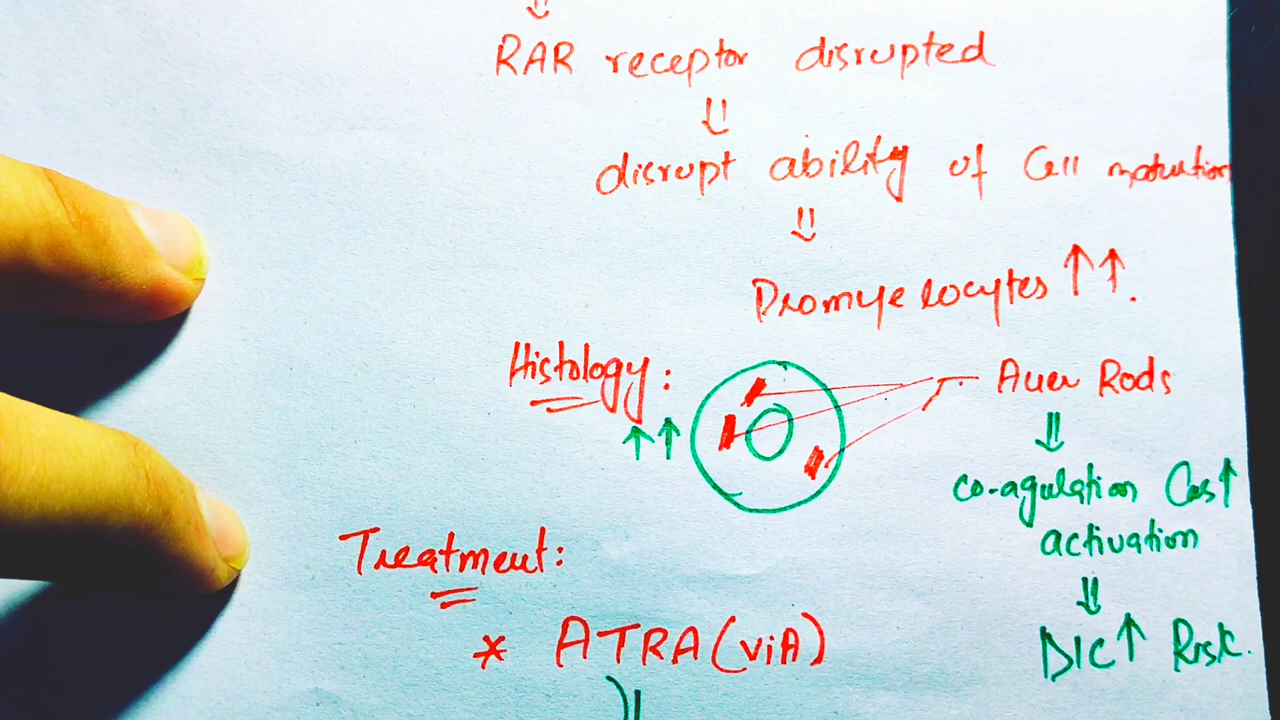 ⇓
RAR receptor disrupted
⇓
disrupt ability of Cell maturation
⇓
Promyelocytes ↑↑.
Histology:
↑↑
Auer Rods
⇓
co-agulation Cas↑
activation
⇓
DIC↑ Risk.
Treatment:
* ATRA (viA)